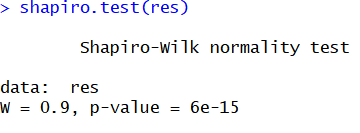 > shapiro.test(res)
Shapiro-Wilk normality test
data:  res
W = 0.9, p-value = 6e-15